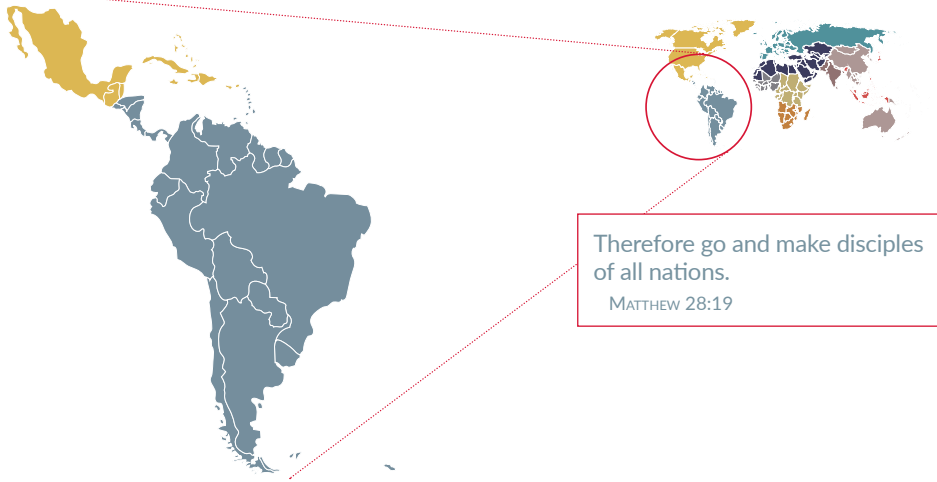 Therefore go and make disciples
of all nations.
Matthew 28:19